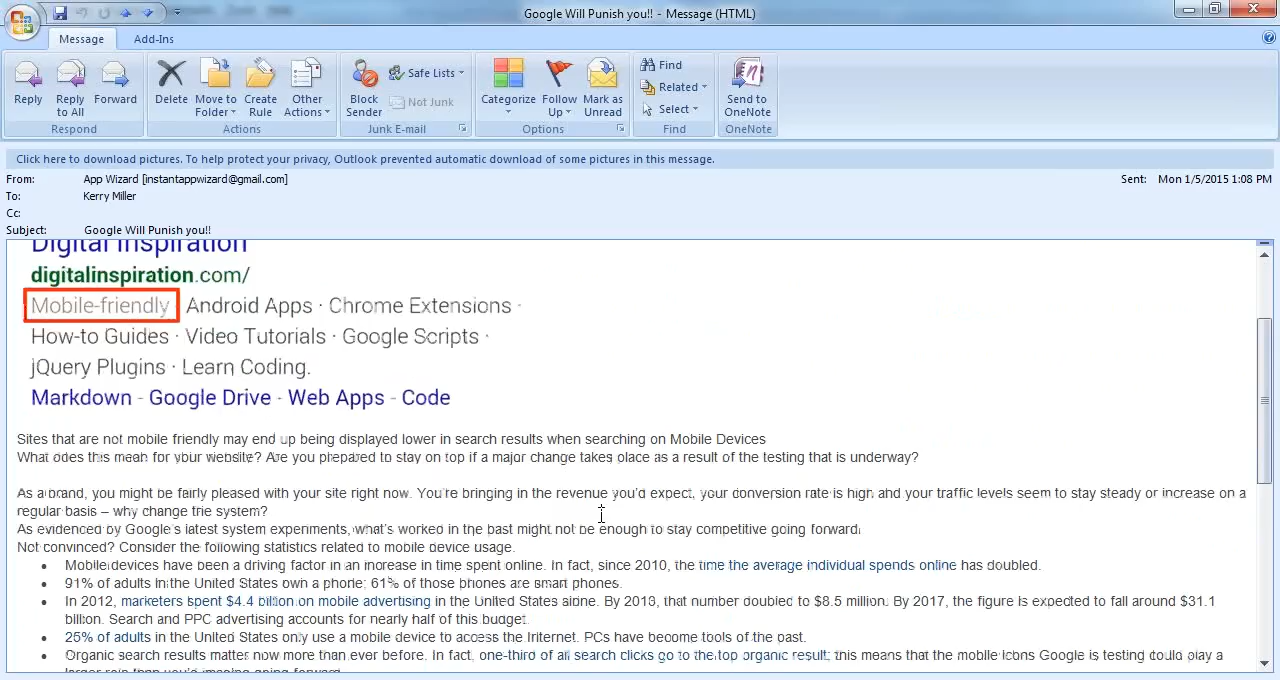 Google Will Punish you!! - Message (HTML)
Message Add-Ins
Reply Reply to All Forward Delete Move to Folder Create Rule Other Actions Block Sender Safe Lists Not Junk Categorize Follow Up Mark as Unread Find Related Select Send to OneNote
Respond Actions Junk E-mail Options Find OneNote
Click here to download pictures. To help protect your privacy, Outlook prevented automatic download of some pictures in this message.
From: App Wizard [instantappwizard@gmail.com] Sent: Mon 1/5/2015 1:08 PM
To: Kerry Miller
Cc:
Subject: Google Will Punish you!!
Digital Inspiration
digitalinspiration.com/
Mobile-friendly · Android Apps · Chrome Extensions ·
How-to Guides · Video Tutorials · Google Scripts ·
jQuery Plugins · Learn Coding.
Markdown - Google Drive - Web Apps - Code
Sites that are not mobile friendly may end up being displayed lower in search results when searching on Mobile Devices
What does this mean for your website? Are you prepared to stay on top if a major change takes place as a result of the testing that is underway?
As a brand, you might be fairly pleased with your site right now. You're bringing in the revenue you'd expect, your conversion rate is high and your traffic levels seem to stay steady or increase on a
regular basis – why change the system?
As evidenced by Google's latest system experiments, what's worked in the past might not be enough to stay competitive going forward.
Not convinced? Consider the following statistics related to mobile device usage.
• Mobile devices have been a driving factor in an increase in time spent online. In fact, since 2010, the time the average individual spends online has doubled.
• 91% of adults in the United States own a phone; 61% of those phones are smart phones.
• In 2012, marketers spent $4.4 billion on mobile advertising in the United States alone. By that number doubled to $8.5 million. By 2017, the figure is expected to fall around $31.1
billion. Search and PPC advertising accounts for nearly half of this budget.
• 25% of adults in the United States only use a mobile device to access the Internet. PCs have become tools of the past.
• Organic search results matter now more than ever before. In fact, one-third of all search clicks go to the top organic result; this means that the mobile icons Google is testing could play a